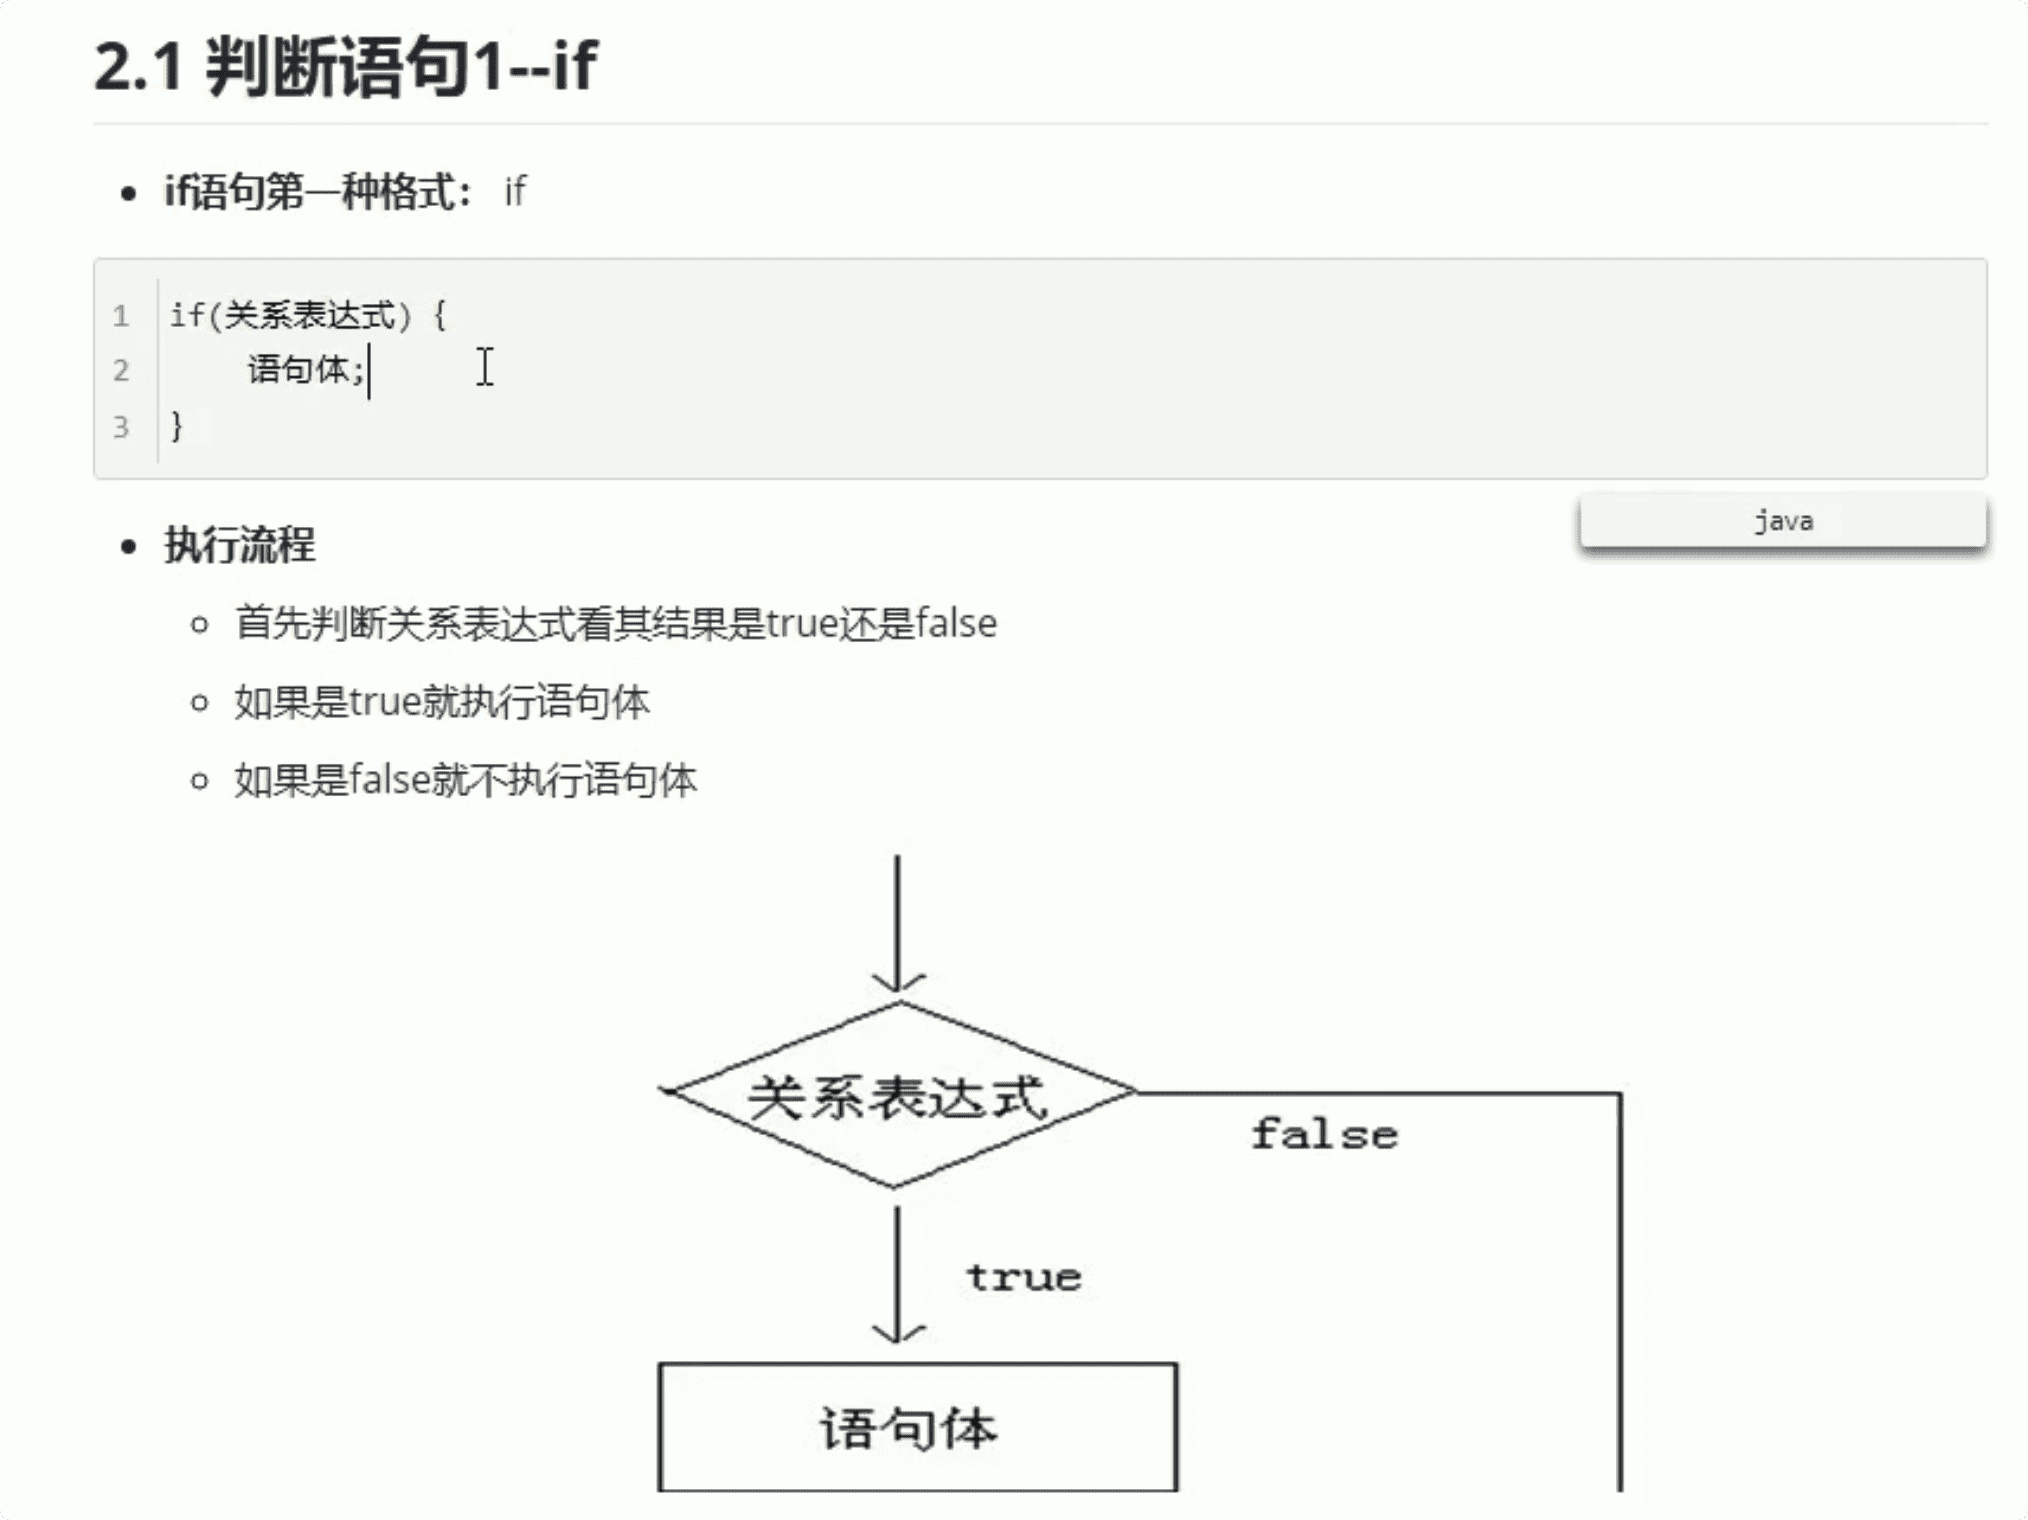 2.1 判断语句1--if
if语句第一种格式： if
1 if(关系表达式) {
2 语句体;
3 }
java
执行流程
首先判断关系表达式看其结果是true还是false
如果是true就执行语句体
如果是false就不执行语句体
关系表达式
false
true
语句体